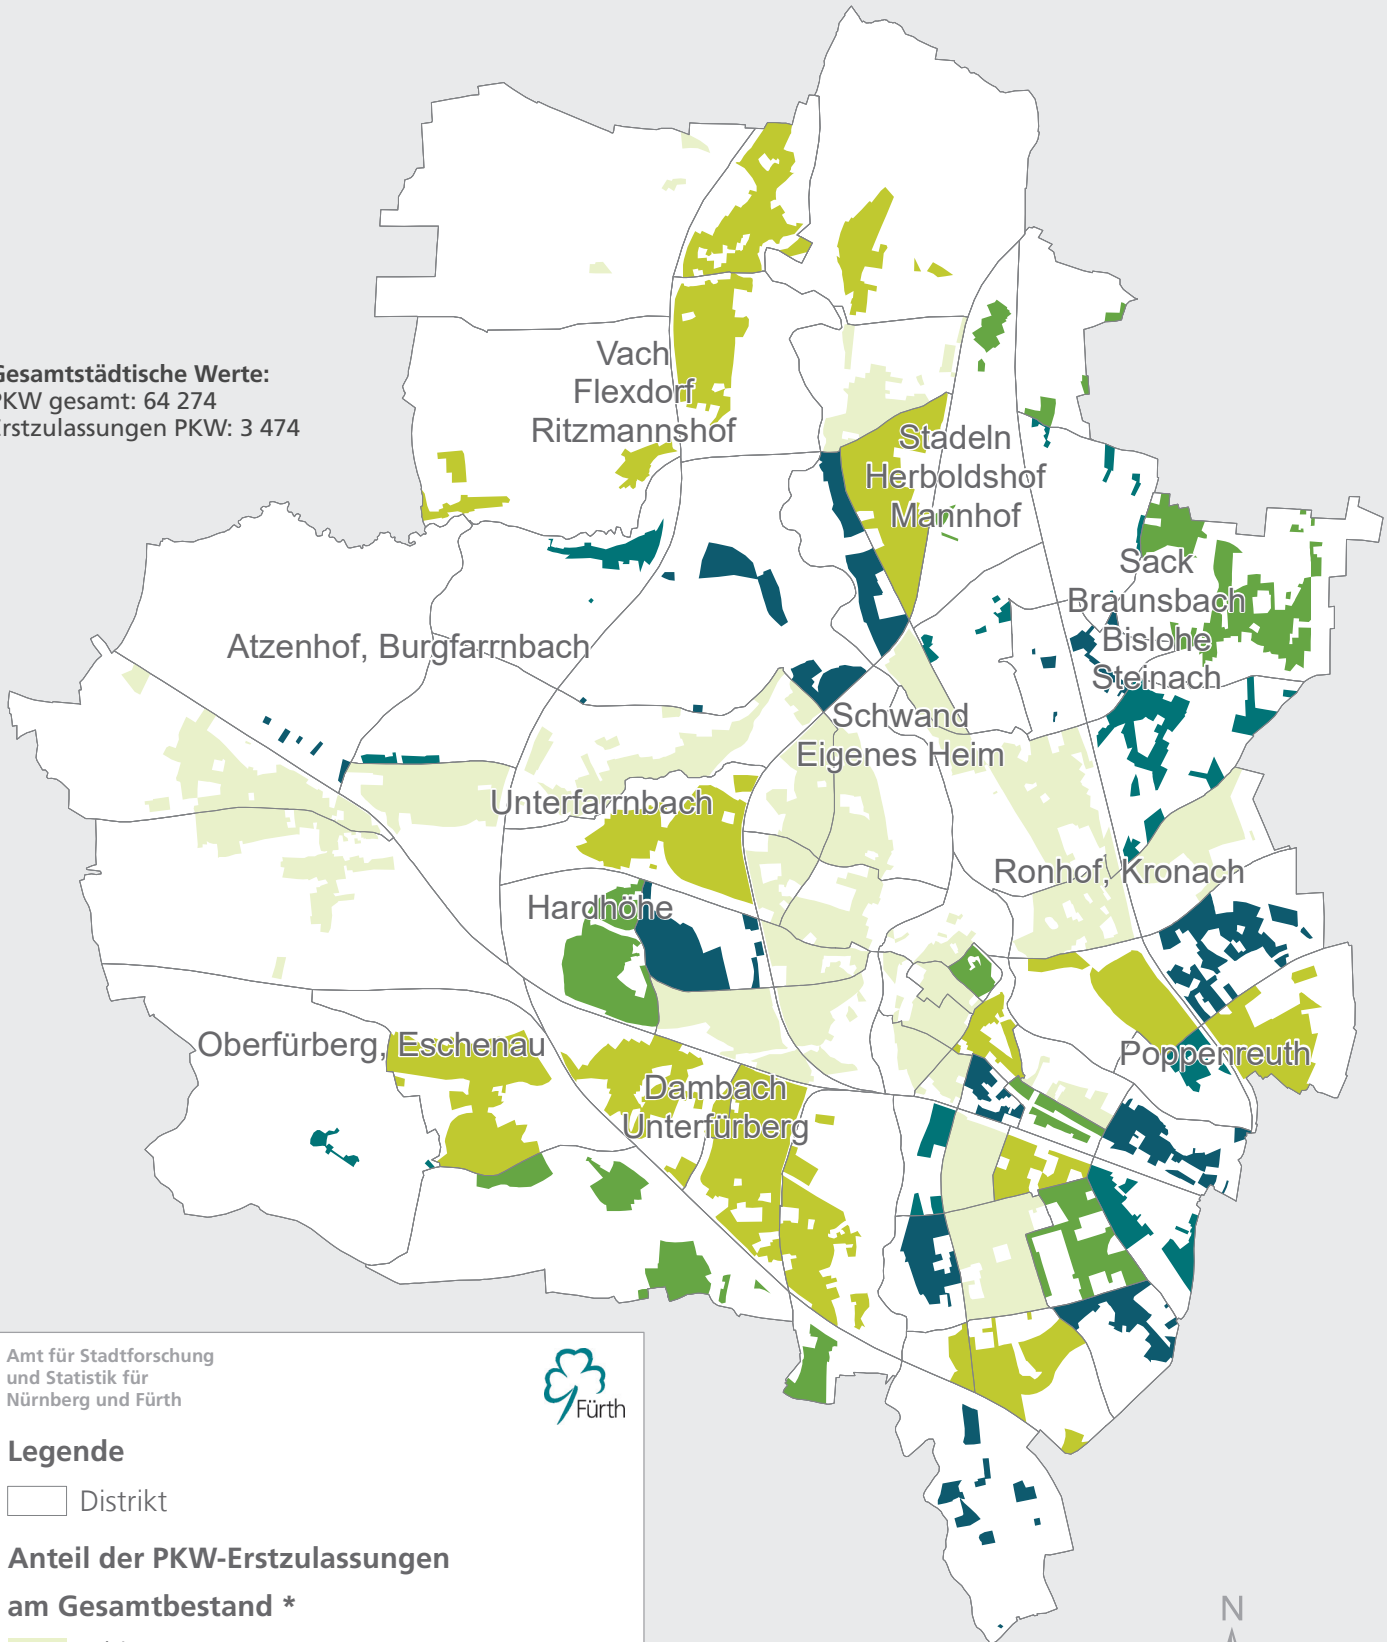 Gesamtstädtische Werte:
PKW gesamt: 64 274
Erstzulassungen PKW: 3 474
Vach
Flexdorf
Ritzmannshof
Stadeln
Herboldshof
Mannhof
Sack
Braunsbach
Bislohe
Steinach
Atzenhof, Burgfarrnbach
Schwand
Eigenes Heim
Unterfarrnbach
Ronhof, Kronach
Hardhöhe
Oberfürberg, Eschenau
Poppenreuth
Dambach
Unterfürberg
Amt für Stadtforschung
und Statistik für
Nürnberg und Fürth
Fürth
Legende
Distrikt
Anteil der PKW-Erstzulassungen
am Gesamtbestand *
N